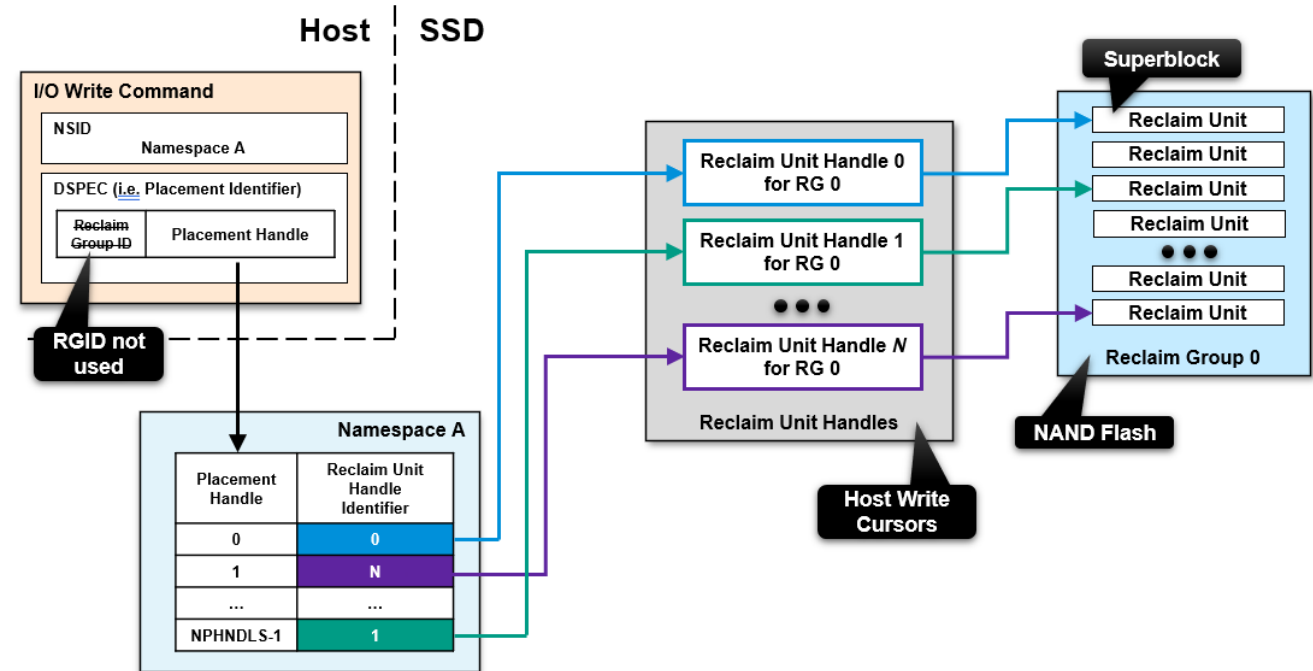 Host
SSD
I/O Write Command
NSID
Namespace A
DSPEC (i.e. Placement Identifier)
Reclaim
Group ID
Placement Handle
RGID not
used
Namespace A
Placement
Handle
Reclaim Unit
Handle
Identifier
0
0
1
N
...
...
NPHNDLS-1
1
Reclaim Unit Handle 0
for RG 0
Reclaim Unit Handle 1
for RG 0
Reclaim Unit Handle N
for RG 0
Reclaim Unit Handles
Host Write
Cursors
Superblock
Reclaim Unit
Reclaim Unit
Reclaim Unit
Reclaim Unit
Reclaim Unit
Reclaim Unit
Reclaim Group 0
NAND Flash